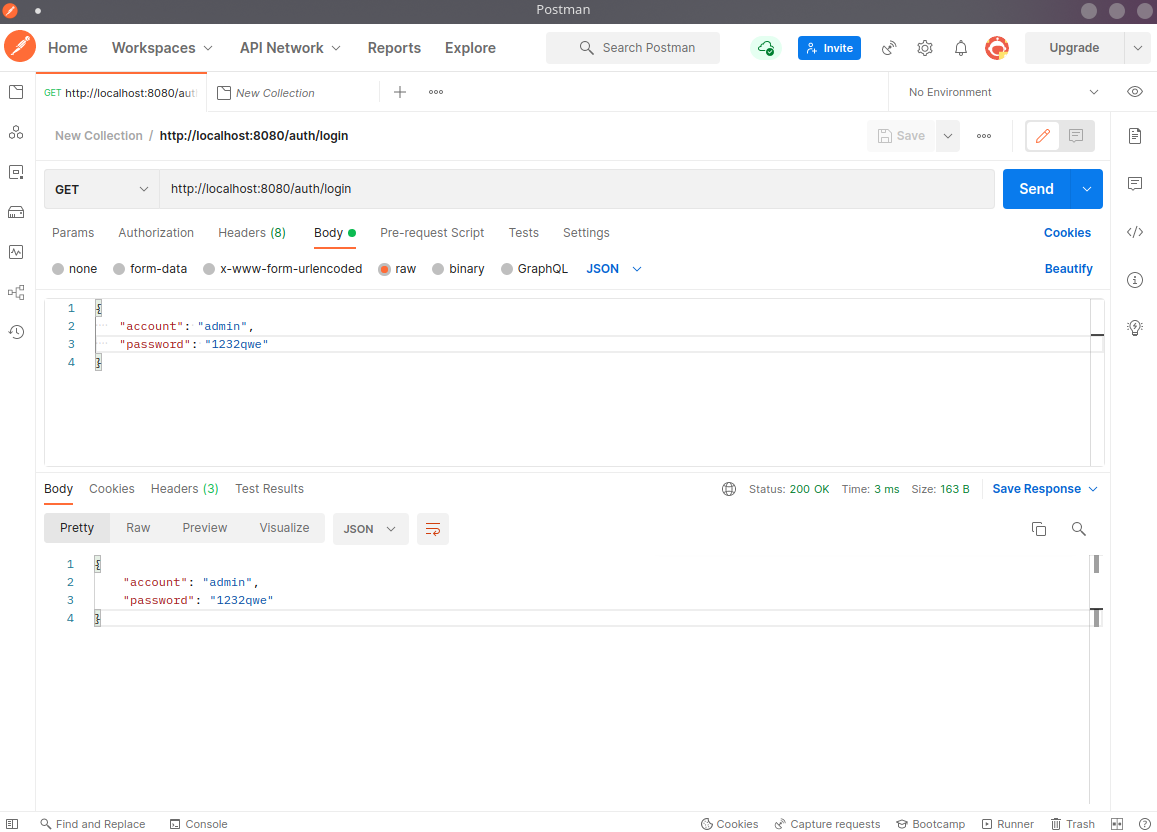 Postman
Home Workspaces API Network Reports Explore Search Postman Invite Upgrade
GET http://localhost:8080/aut New Collection No Environment
New Collection / http://localhost:8080/auth/login Save
GET http://localhost:8080/auth/login Send
Params Authorization Headers (8) Body Pre-request Script Tests Settings Cookies
none form-data x-www-form-urlencoded raw binary GraphQL JSON Beautify
1 {
2 "account": "admin",
3 "password": "1232qwe"
4 }
Body Cookies Headers (3) Test Results Status: 200 OK Time: 3 ms Size: 163 B Save Response
Pretty Raw Preview Visualize JSON
1 {
2 "account": "admin",
3 "password": "1232qwe"
4 }
Find and Replace Console Cookies Capture requests Bootcamp Runner Trash